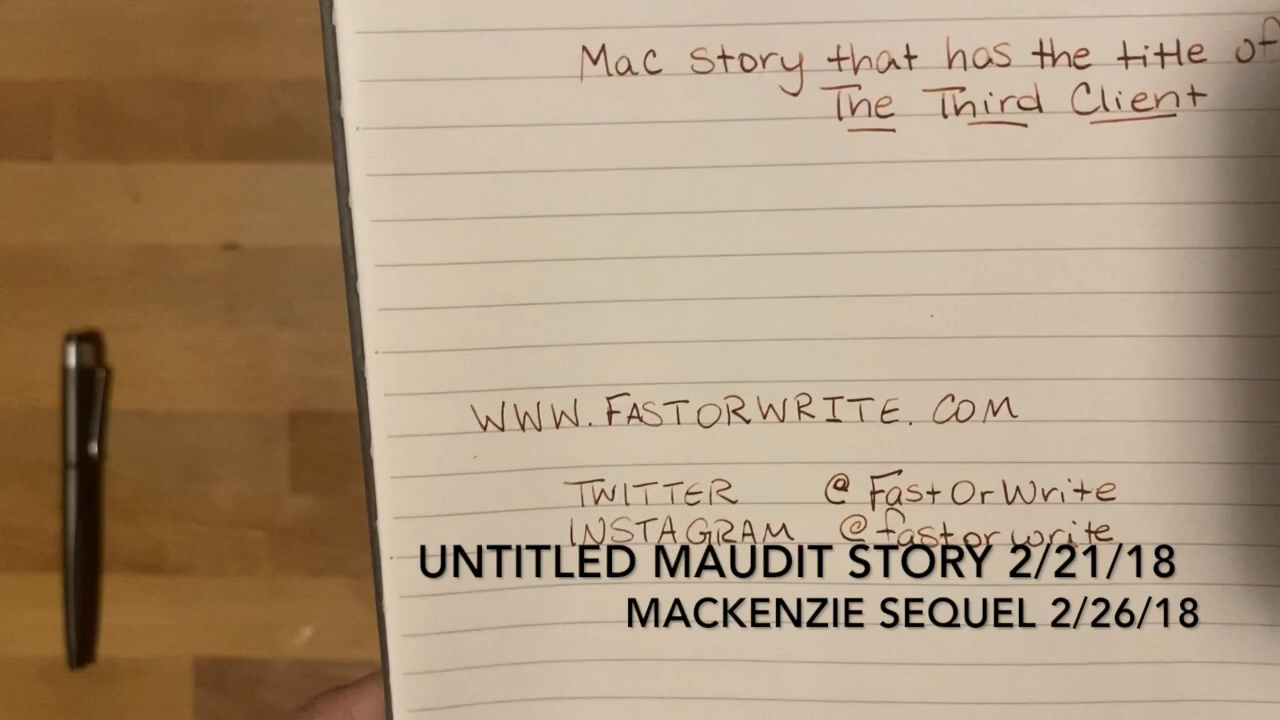 Mac Story that has the title of
The Third Client
WWW.FASTORWRITE.COM
TWITTER @FastOrWrite
INSTAGRAM @fastorwrite
UNTITLED MAUDIT STORY 2/21/18
MACKENZIE SEQUEL 2/26/18